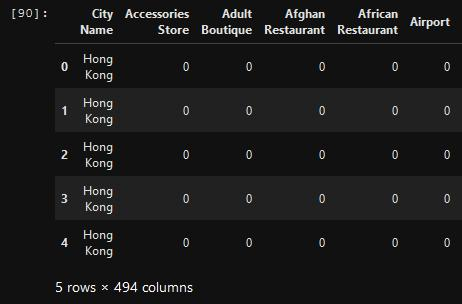 [90]:
City Name Accessories Store Adult Boutique Afghan Restaurant African Restaurant Airport
0 Hong Kong 0 0 0 0 0
1 Hong Kong 0 0 0 0 0
2 Hong Kong 0 0 0 0 0
3 Hong Kong 0 0 0 0 0
4 Hong Kong 0 0 0 0 0
5 rows × 494 columns